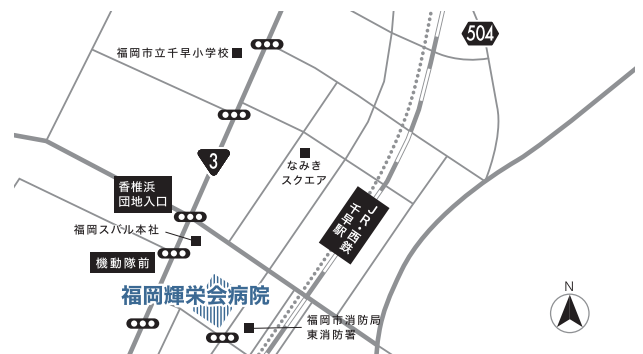 504
福岡市立千早小学校
3
なみき
スクエア
香椎浜
団地入口
JR・西鉄
千早駅
福岡スバル本社
機動隊前
福岡輝栄会病院
N
福岡市消防局
東消防署